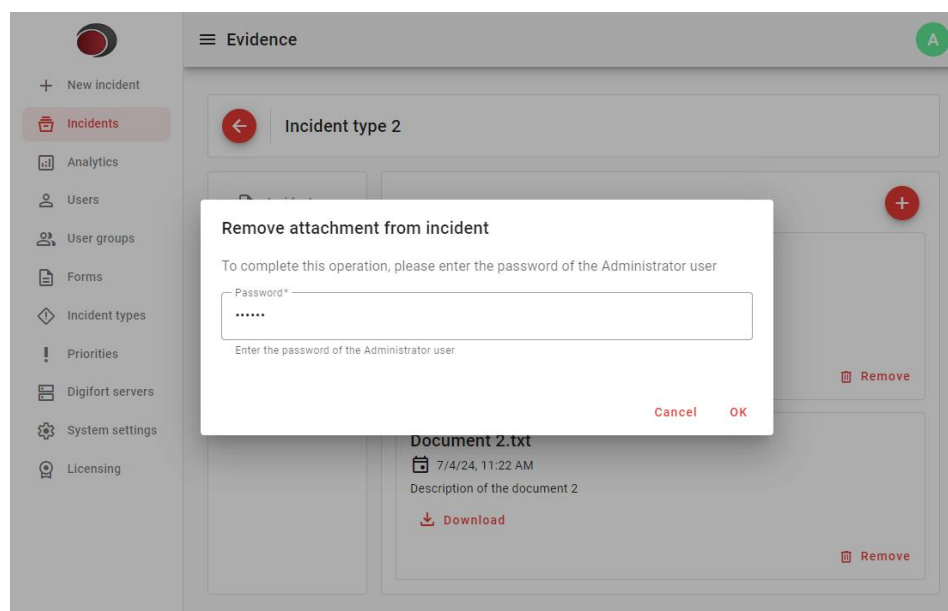 Evidence
A
New incident
Incidents
Analytics
Users
User groups
Forms
Incident types
Priorities
Digifort servers
System settings
Licensing
Incident type 2
Remove attachment from incident
To complete this operation, please enter the password of the Administrator user
Password*
••••••
Enter the password of the Administrator user
Cancel OK
Remove
Document 2.txt
7/4/24, 11:22 AM
Description of the document 2
Download
Remove